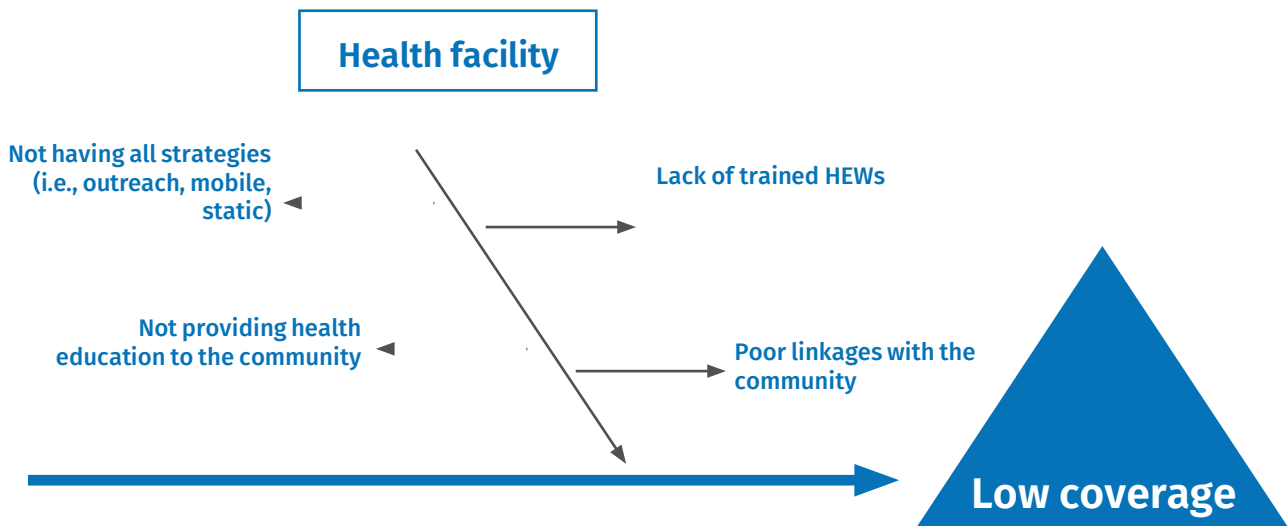 Health facility
Not having all strategies
(i.e., outreach, mobile,
static)
Lack of trained HEWs
Not providing health
education to the community
Poor linkages with the
community
Low coverage